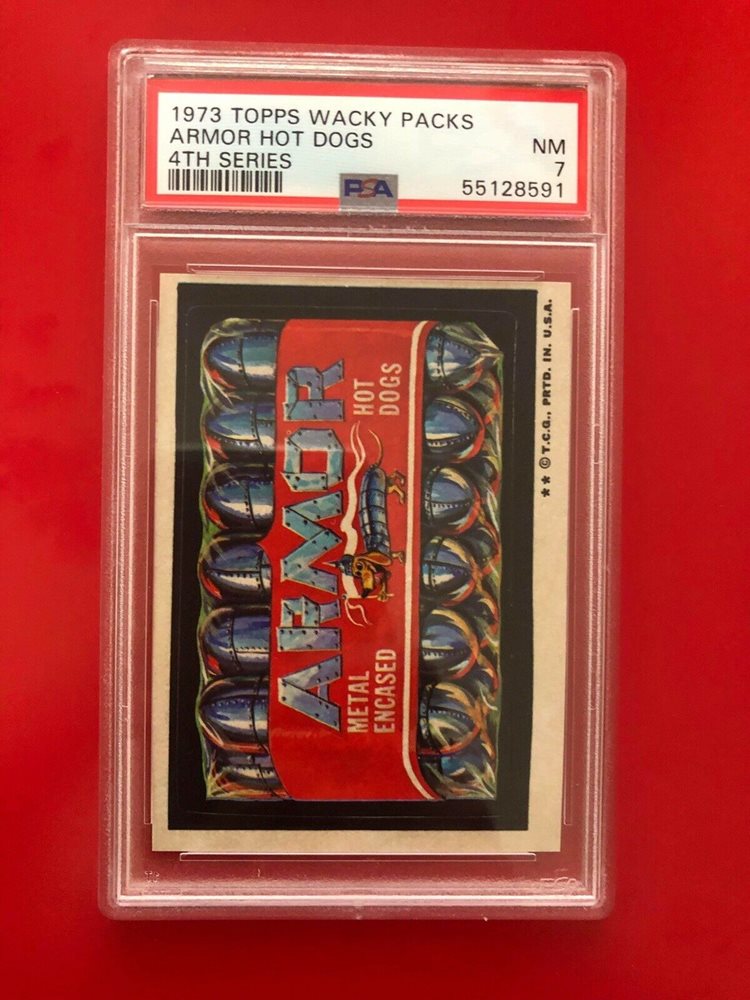 1973 TOPPS WACKY PACKS
ARMOR HOT DOGS
4TH SERIES
NM
7
PSA
55128591
ARMOR
METAL
ENCASED
HOT
DOGS
** © T.C.G., PRTD. IN. U.S.A.